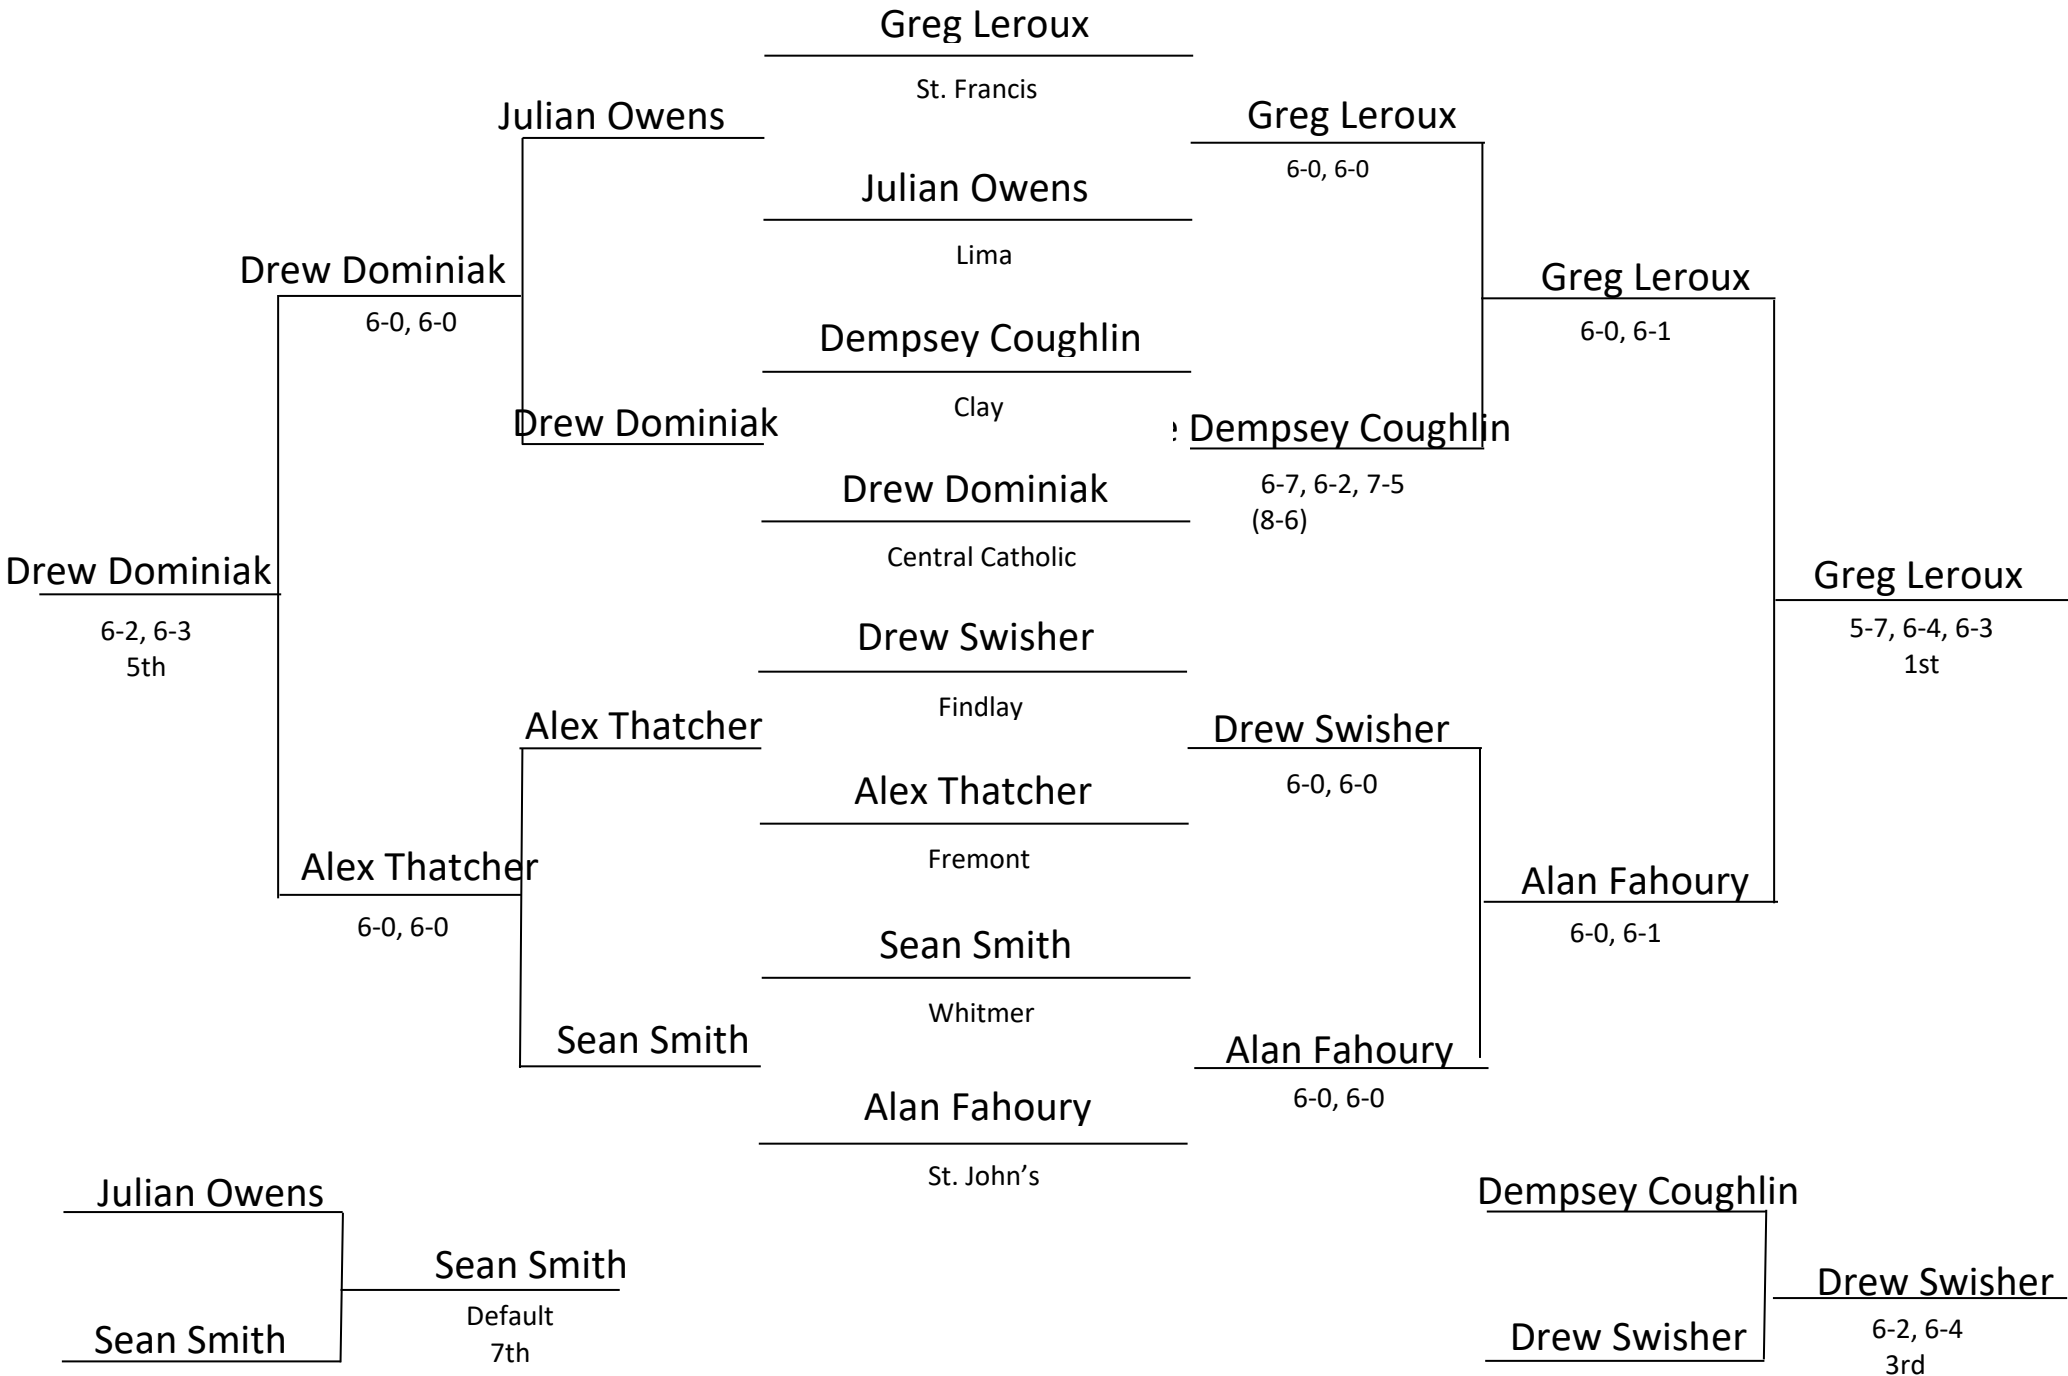 Greg Leroux
St. Francis
Julian Owens
Greg Leroux
6-0, 6-0
Julian Owens
Lima
Drew Dominiak
6-0, 6-0
Greg Leroux
6-0, 6-1
Dempsey Coughlin
Clay
Drew Dominiak
Dempsey Coughlin
6-7, 6-2, 7-5
(8-6)
Drew Dominiak
Central Catholic
Drew Dominiak
6-2, 6-3
5th
Greg Leroux
5-7, 6-4, 6-3
1st
Drew Swisher
Findlay
Alex Thatcher
Drew Swisher
6-0, 6-0
Alex Thatcher
Fremont
Alex Thatcher
6-0, 6-0
Alan Fahoury
6-0, 6-1
Sean Smith
Whitmer
Sean Smith
Alan Fahoury
6-0, 6-0
Alan Fahoury
St. John’s
Julian Owens
Sean Smith
Default
7th
Sean Smith
Dempsey Coughlin
Drew Swisher
6-2, 6-4
3rd
Drew Swisher